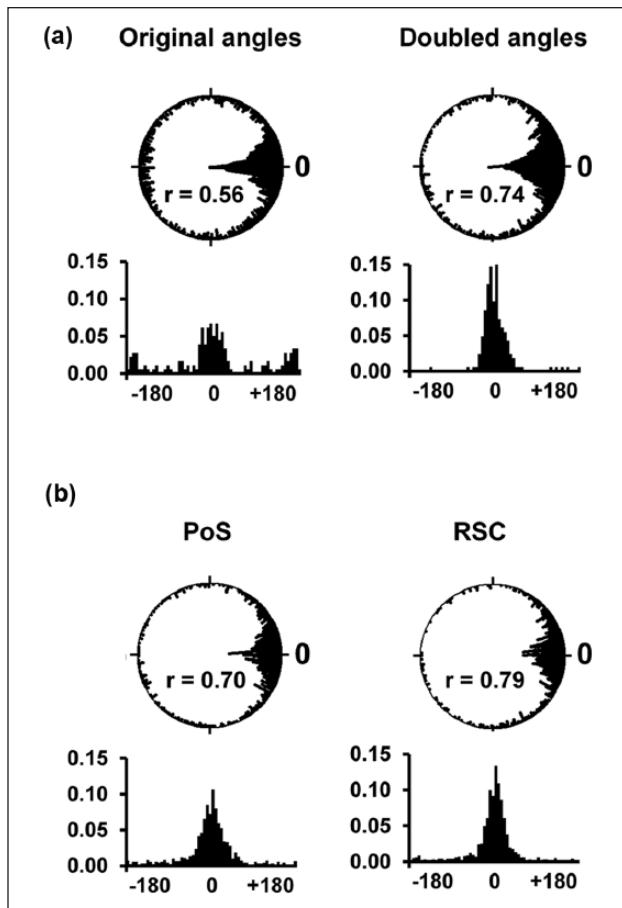 (a) Original angles Doubled angles
0 0
r = 0.56 r = 0.74
0.15 0.15
0.10 0.10
0.05 0.05
0.00 0.00
-180 0 +180 -180 0 +180
(b)
PoS RSC
0 0
r = 0.70 r = 0.79
0.15 0.15
0.10 0.10
0.05 0.05
0.00 0.00
-180 0 +180 -180 0 +180